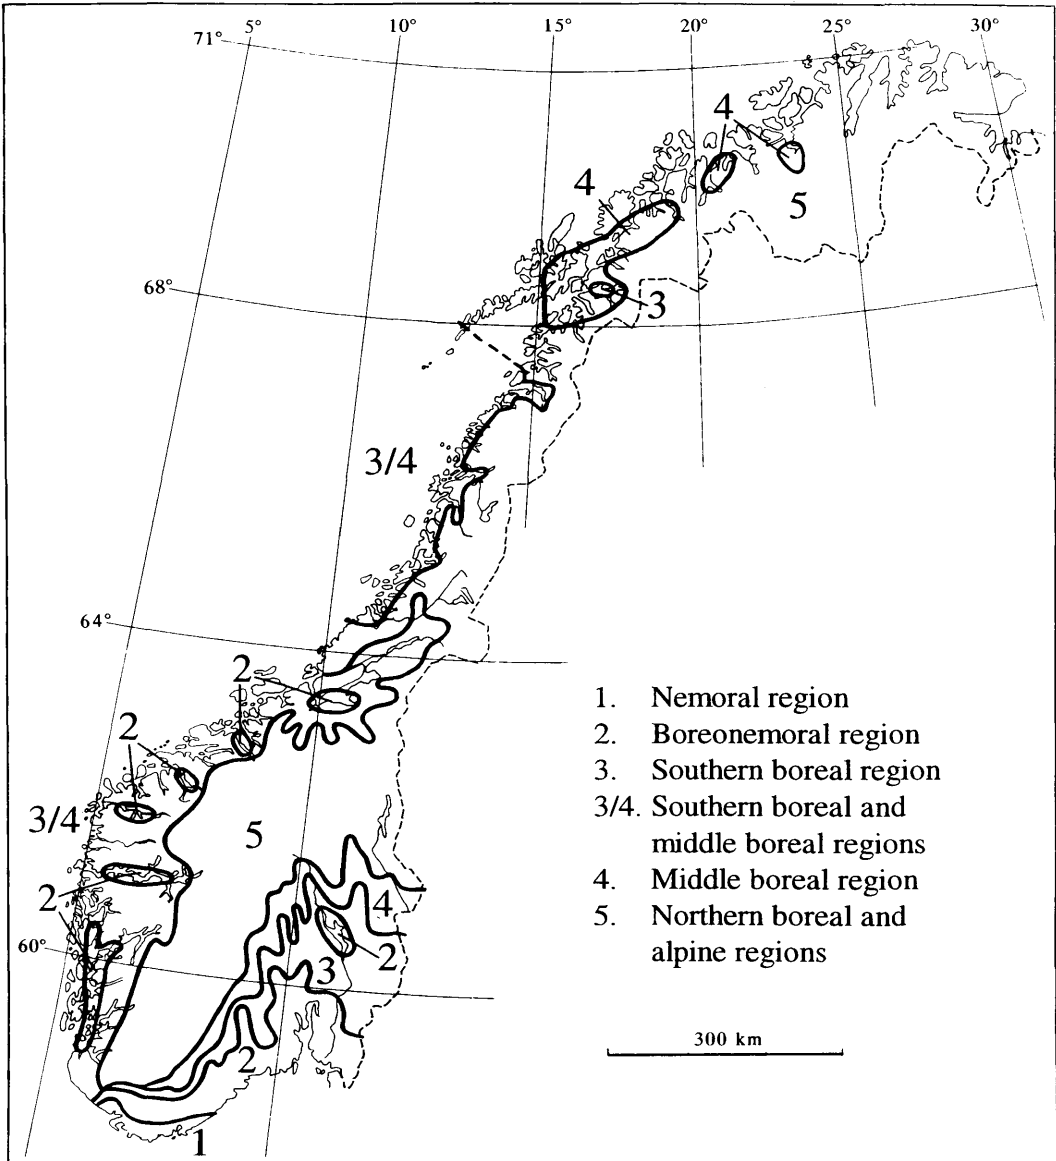 5° 10° 15° 20° 25° 30°
71°
4
4
5
68°
3
3/4
64°
2
2
3/4
5
2
4
60°
2
3
2
1
1. Nemoral region
2. Boreonemoral region
3. Southern boreal region
3/4. Southern boreal and
middle boreal regions
4. Middle boreal region
5. Northern boreal and
alpine regions
300 km